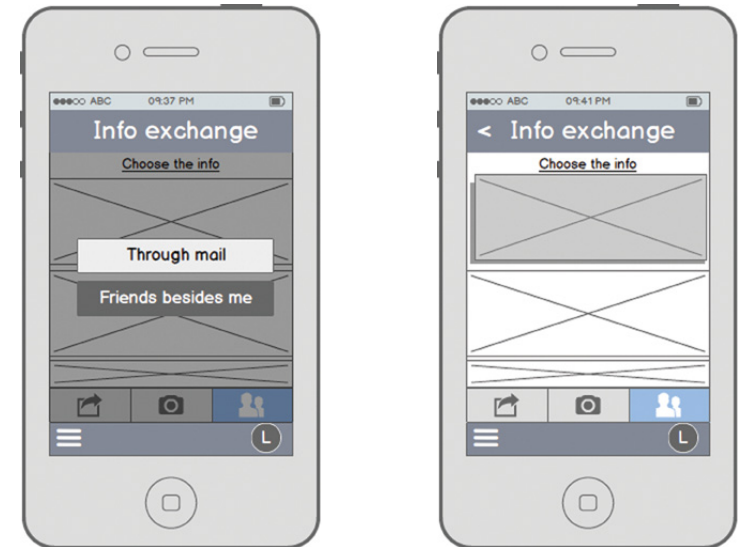 ABC 09:37 PM
Info exchange
Choose the info
Through mail
Friends besides me
L
ABC 09:41 PM
< Info exchange
Choose the info
L